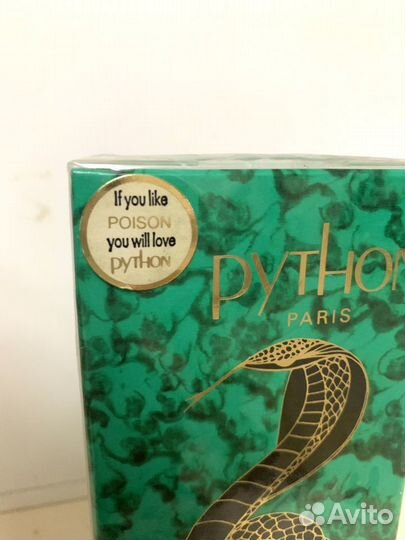 If you like
POISON
you will love
PYTHON
PYTHON
PARIS
Avito